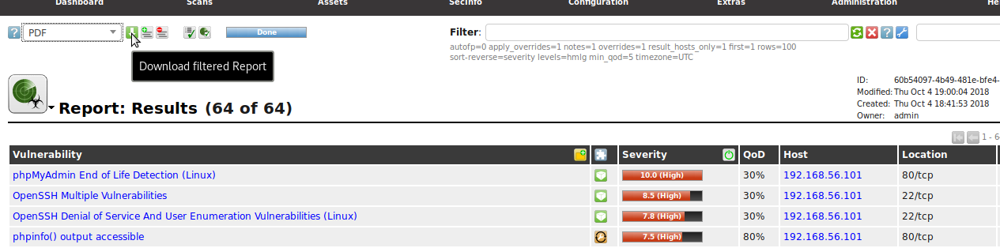 Dashboard Scans Assets SecInfo Configuration Extras Administration He
? PDF Done Filter: ?
autofp=0 apply_overrides=1 notes=1 overrides=1 result_hosts_only=1 first=1 rows=100
sort-reverse=severity levels=hmlg min_qod=5 timezone=UTC
Download filtered Report
ID: 60b54097-4b49-481e-bfe4-
Modified: Thu Oct 4 19:00:04 2018
Created: Thu Oct 4 18:41:53 2018
Owner: admin
Report: Results (64 of 64)
1 - 6
Vulnerability Severity QoD Host Location
phpMyAdmin End of Life Detection (Linux) 10.0 (High) 30% 192.168.56.101 80/tcp
OpenSSH Multiple Vulnerabilities 8.5 (High) 30% 192.168.56.101 22/tcp
OpenSSH Denial of Service And User Enumeration Vulnerabilities (Linux) 7.8 (High) 30% 192.168.56.101 22/tcp
phpinfo() output accessible 7.5 (High) 80% 192.168.56.101 80/tcp